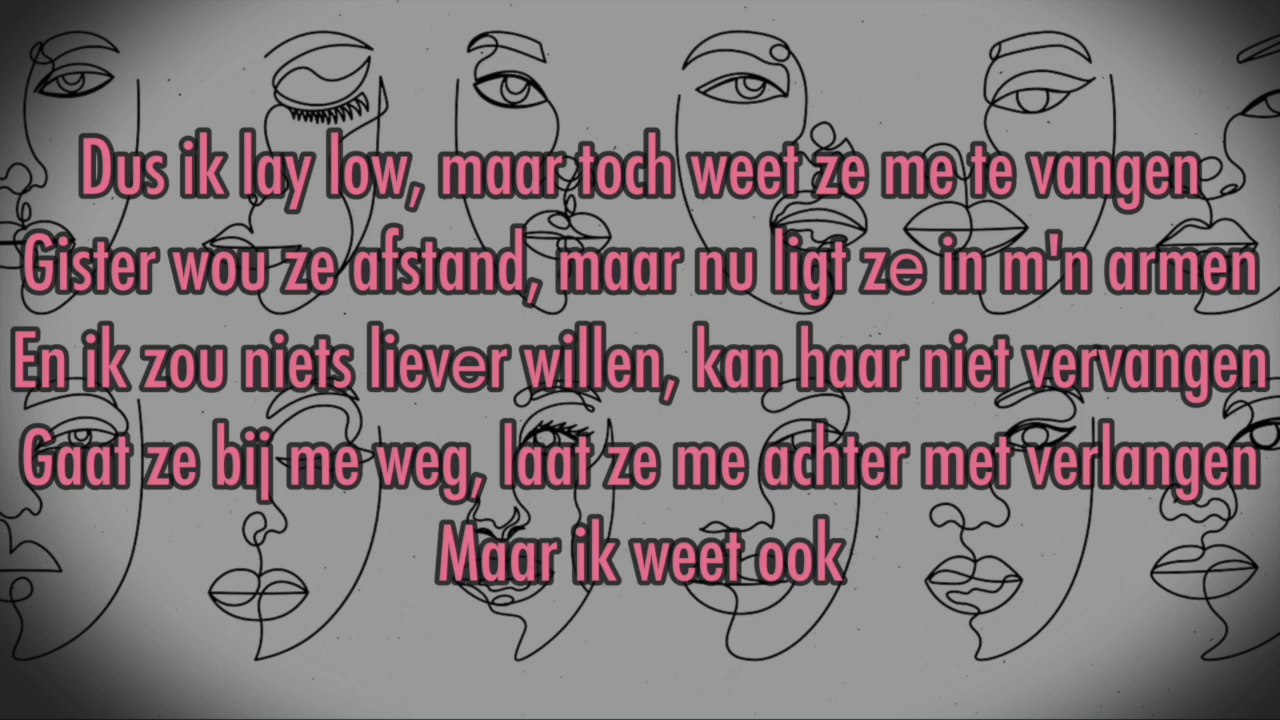 Dus ik lay low, maar toch weet ze me te vangen
Gister wou ze afstand, maar nu ligt ze in m'n armen
En ik zou niets liever willen, kan haar niet vervangen
Gaat ze bij me weg, laat ze me achter met verlangen
Maar ik weet ook